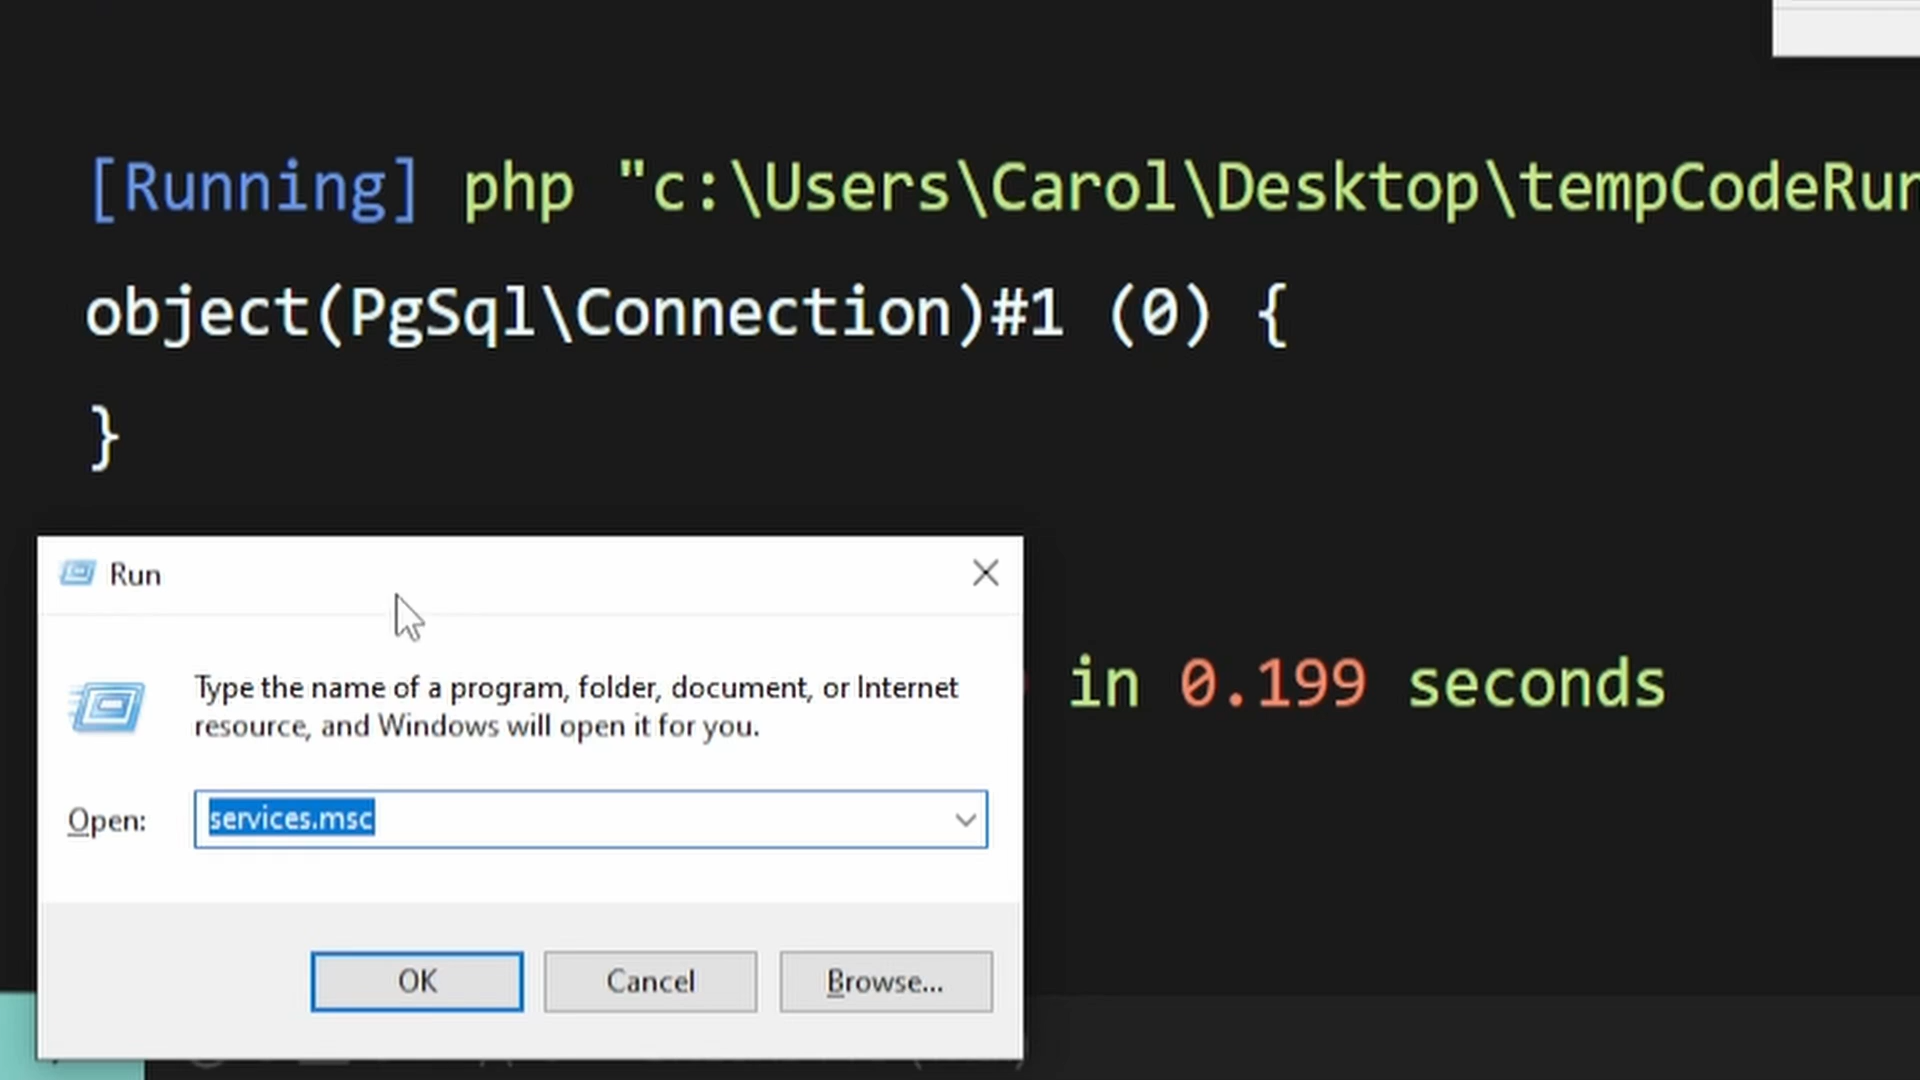 [Running] php "c:\Users\Carol\Desktop\tempCodeRun
object(PgSql\Connection)#1 (0) {
}
in 0.199 seconds
Run
Type the name of a program, folder, document, or Internet
resource, and Windows will open it for you.
Open: services.msc
OK Cancel Browse...